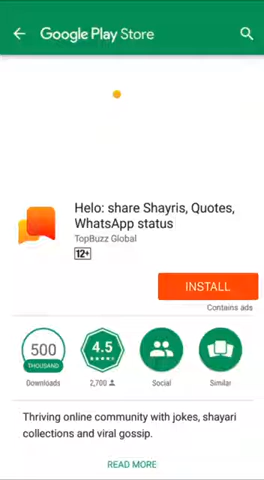 Google Play Store
Helo: share Shayris, Quotes,
WhatsApp status
TopBuzz Global
12+
INSTALL
Contains ads
500
THOUSAND
Downloads
4.5
2,700
Social
Similar
Thriving online community with jokes, shayari
collections and viral gossip.
READ MORE